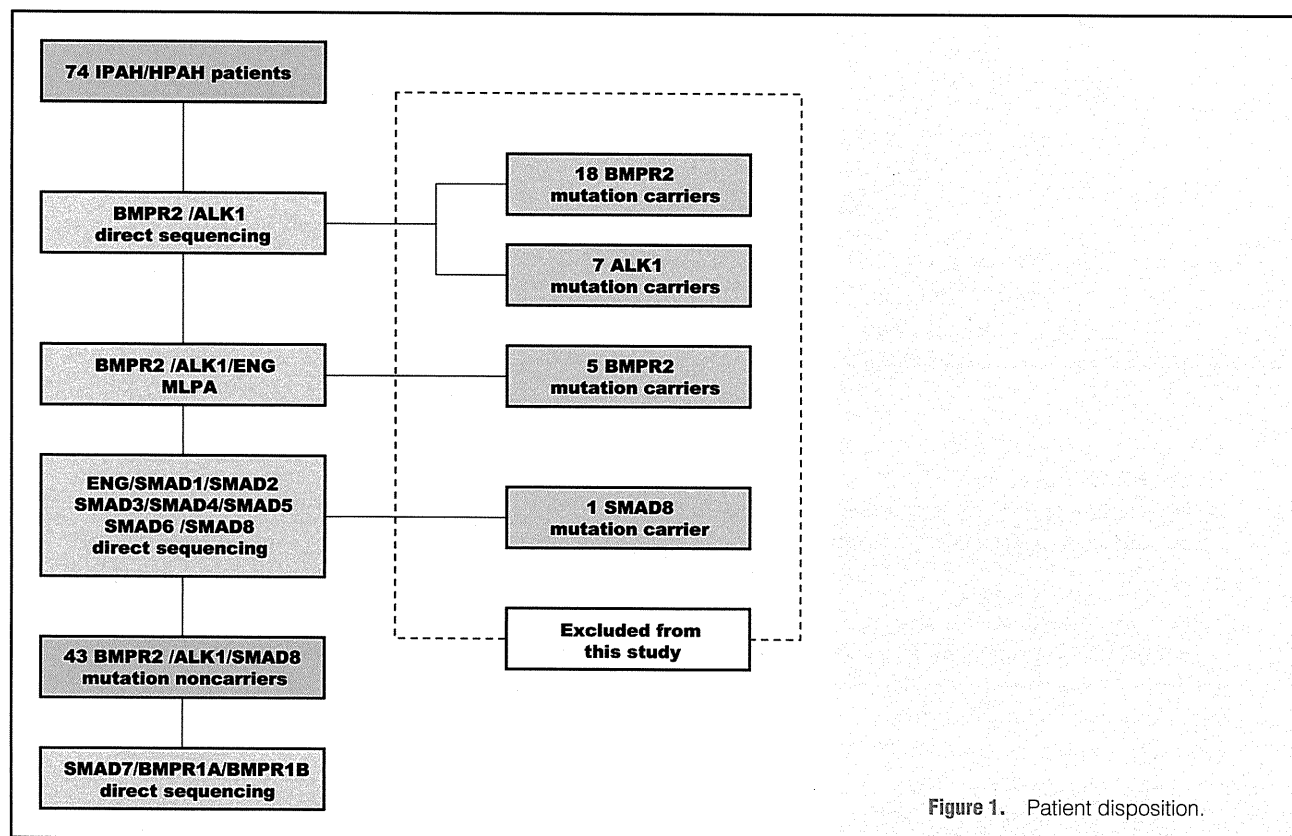 74 IPAH/HPAH patients
BMPR2 /ALK1
direct sequencing
18 BMPR2
mutation carriers
7 ALK1
mutation carriers
BMPR2 /ALK1/ENG
MLPA
5 BMPR2
mutation carriers
ENG/SMAD1/SMAD2
SMAD3/SMAD4/SMAD5
SMAD6 /SMAD8
direct sequencing
1 SMAD8
mutation carrier
Excluded from
this study
43 BMPR2 /ALK1/SMAD8
mutation noncarriers
SMAD7/BMPR1A/BMPR1B
direct sequencing
Figure 1. Patient disposition.